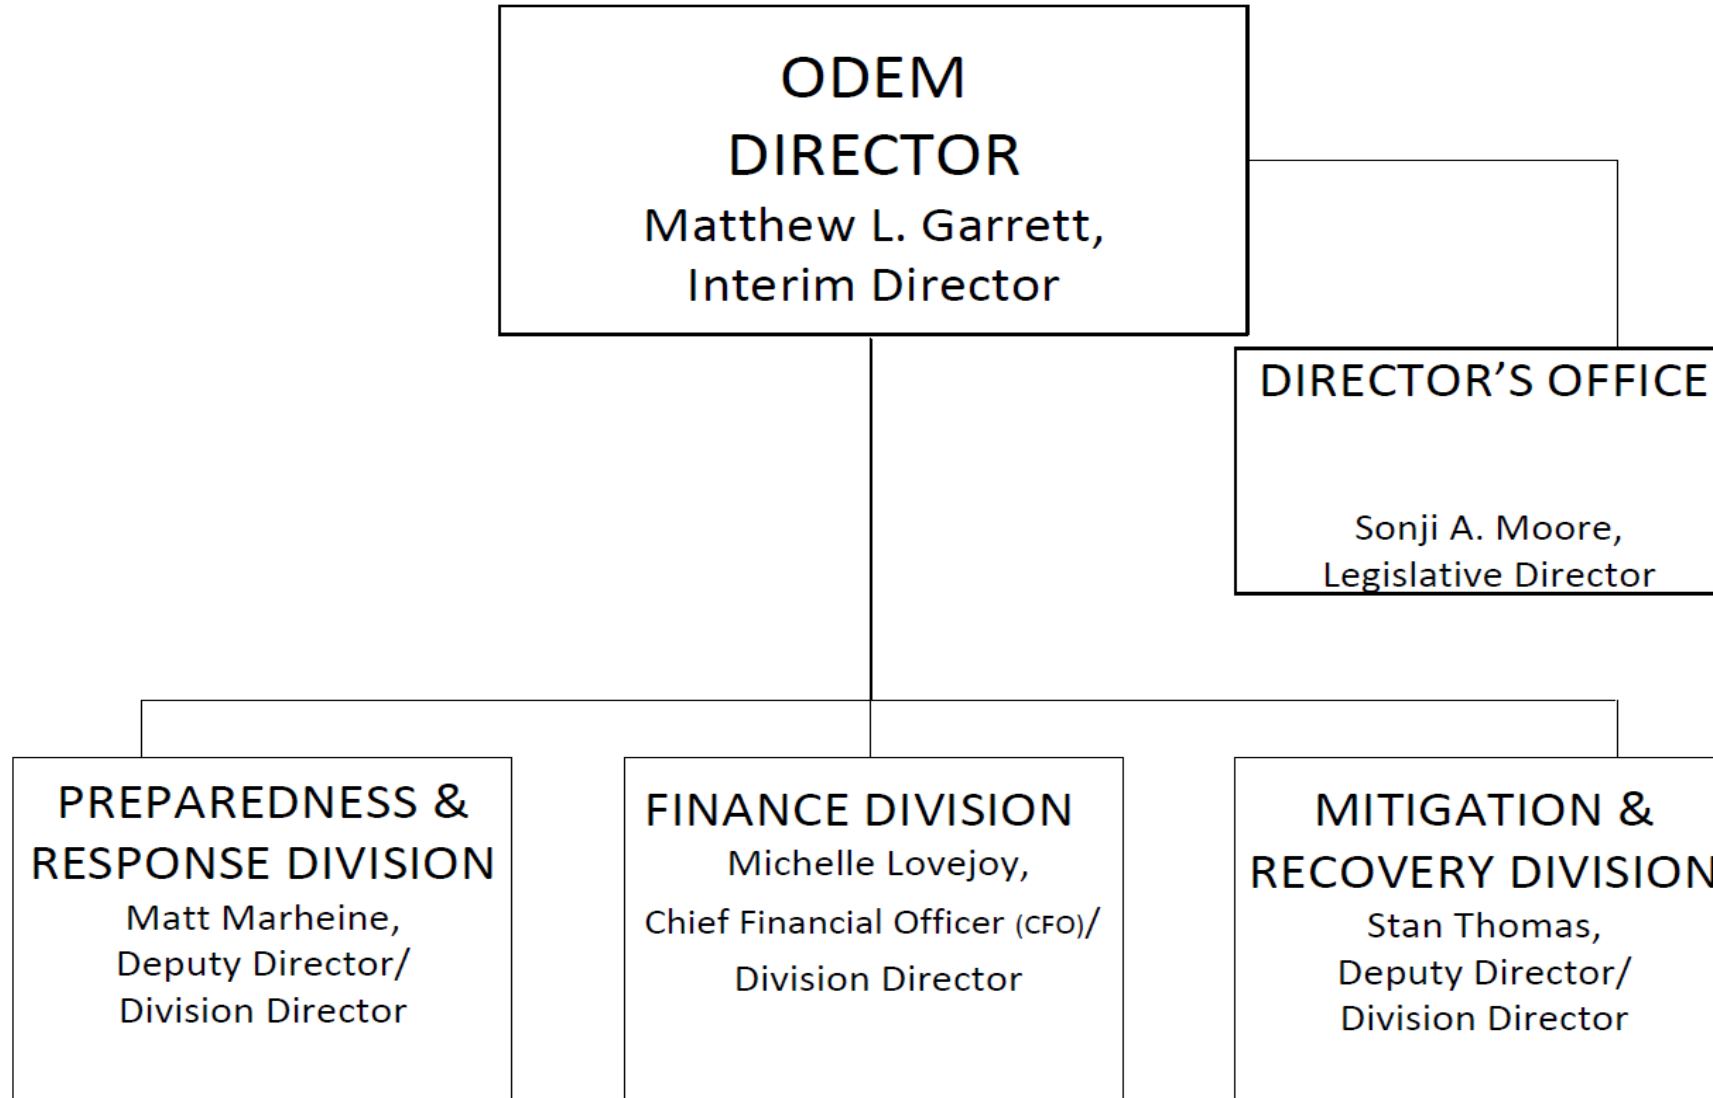 ODEM
DIRECTOR
Matthew L. Garrett,
Interim Director
DIRECTOR’S OFFICE
Sonji A. Moore,
Legislative Director
PREPAREDNESS &
RESPONSE DIVISION
Matt Marheine,
Deputy Director/
Division Director
FINANCE DIVISION
Michelle Lovejoy,
Chief Financial Officer (CFO)/
Division Director
MITIGATION &
RECOVERY DIVISION
Stan Thomas,
Deputy Director/
Division Director